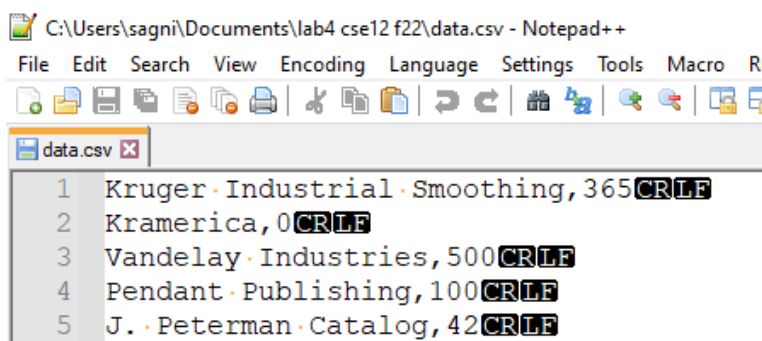 C:\Users\sagni\Documents\lab4 cse12 f22\data.csv - Notepad++
File Edit Search View Encoding Language Settings Tools Macro R
data.csv
1 Kruger Industrial Smoothing,365CRLF
2 Kramerica,0CRLF
3 Vandelay Industries,500CRLF
4 Pendant Publishing,100CRLF
5 J. Peterman Catalog,42CRLF